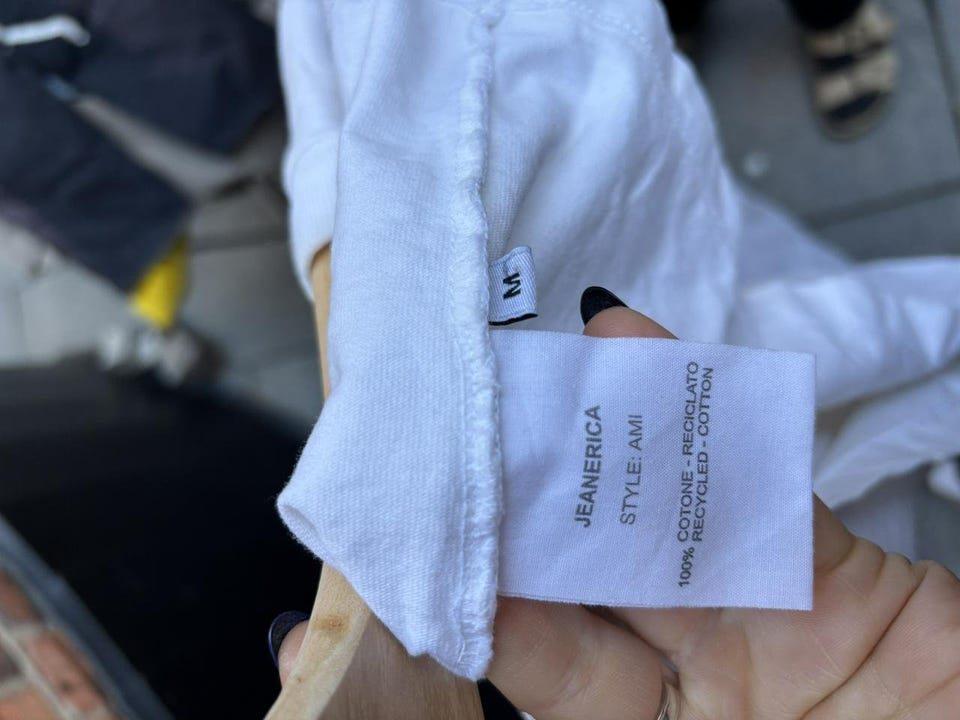 M
JEANERICA
STYLE: AMI
100% COTONE - RECICLATO
RECYCLED - COTTON